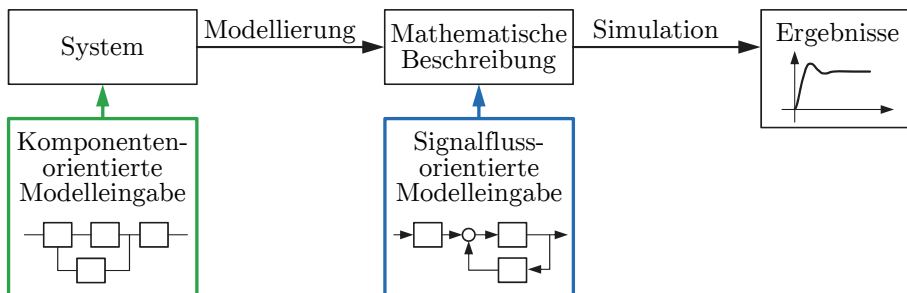 System
Modellierung
Mathematische
Beschreibung
Simulation
Ergebnisse
Komponenten-
orientierte
Modelleingabe
Signalfluss-
orientierte
Modelleingabe